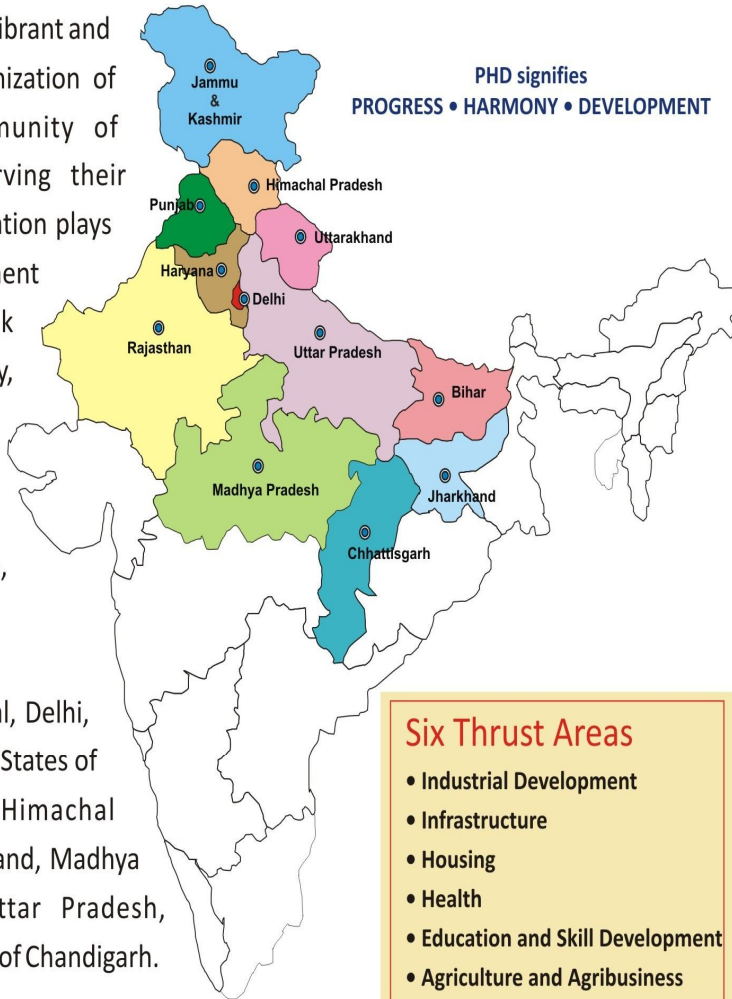 ibrant and
nization of
munity of
rving their
ation plays
nent
k
y,
,
al, Delhi,
States of
Himachal
and, Madhya
ttar Pradesh,
of Chandigarh.
PHD signifies
PROGRESS • HARMONY • DEVELOPMENT
Jammu
&
Kashmir
Himachal Pradesh
Punjab
Uttarakhand
Haryana
Delhi
Rajasthan
Uttar Pradesh
Bihar
Madhya Pradesh
Jharkhand
Chhattisgarh
Six Thrust Areas
• Industrial Development
• Infrastructure
• Housing
• Health
• Education and Skill Development
• Agriculture and Agribusiness